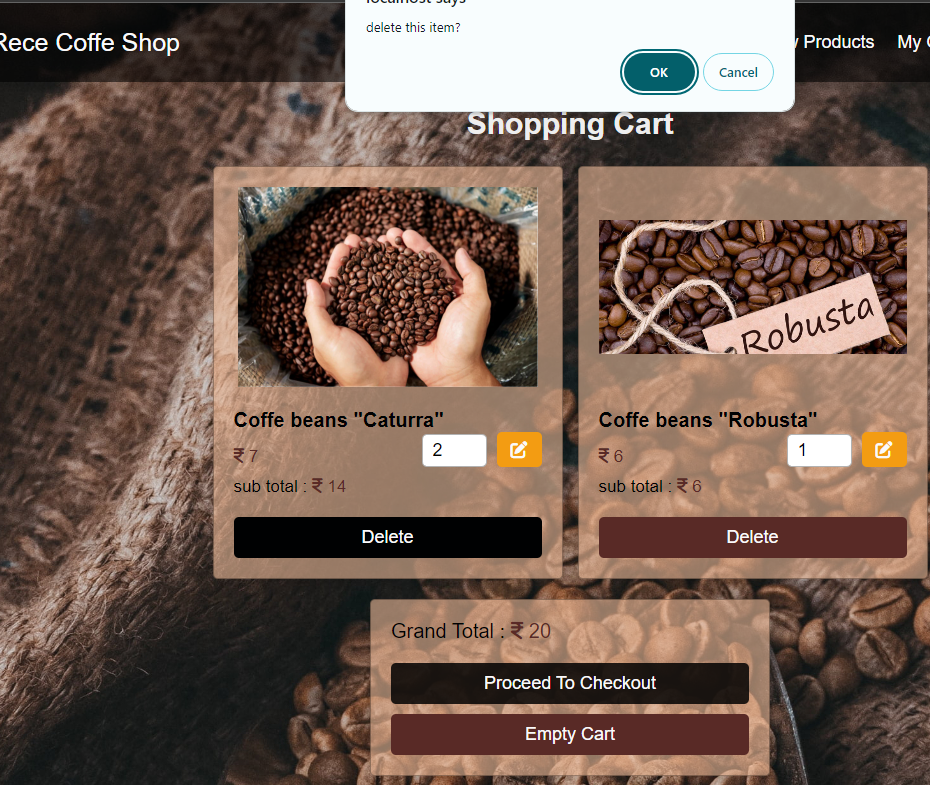 localhost says
delete this item?
OK
Cancel
Rece Coffe Shop
Products
My
Shopping Cart
Robusta
Coffe beans "Caturra"
₹ 7
2
sub total : ₹ 14
Delete
Coffe beans "Robusta"
₹ 6
1
sub total : ₹ 6
Delete
Grand Total : ₹ 20
Proceed To Checkout
Empty Cart